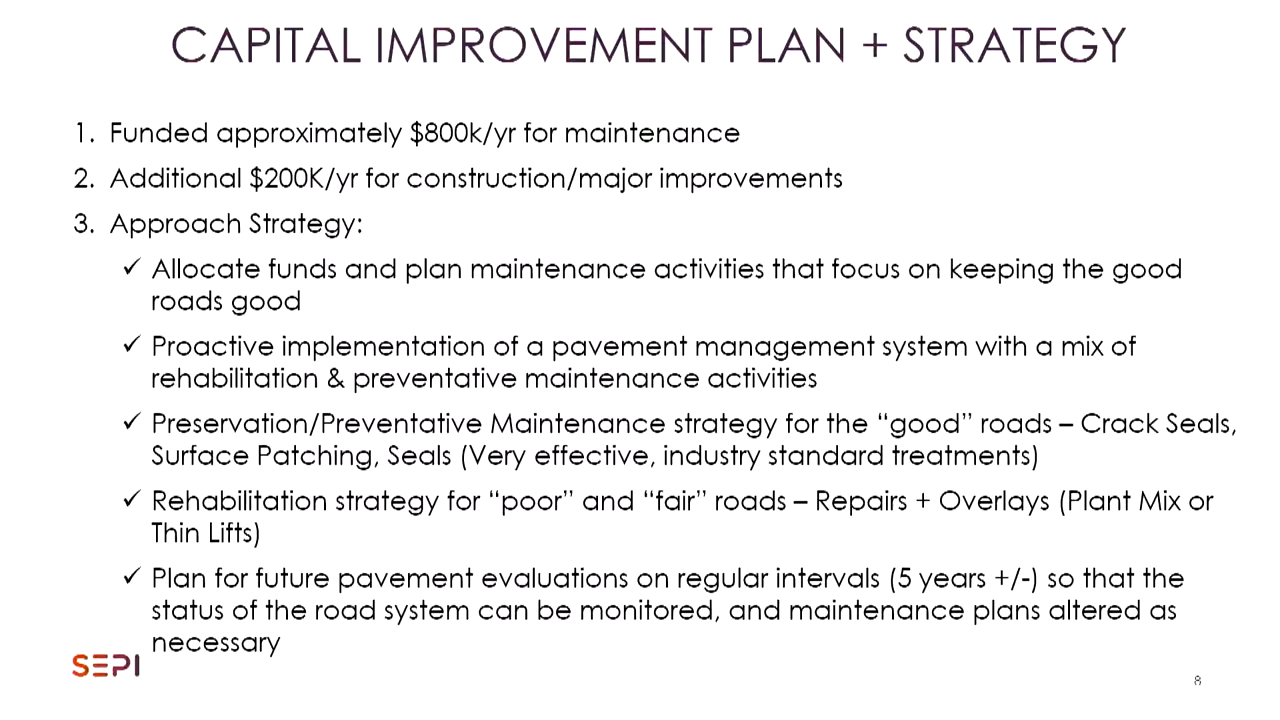 CAPITAL IMPROVEMENT PLAN + STRATEGY
1. Funded approximately $800k/yr for maintenance
2. Additional $200K/yr for construction/major improvements
3. Approach Strategy:
✓ Allocate funds and plan maintenance activities that focus on keeping the good
roads good
✓ Proactive implementation of a pavement management system with a mix of
rehabilitation & preventative maintenance activities
✓ Preservation/Preventative Maintenance strategy for the “good” roads – Crack Seals,
Surface Patching, Seals (Very effective, industry standard treatments)
✓ Rehabilitation strategy for “poor” and “fair” roads – Repairs + Overlays (Plant Mix or
Thin Lifts)
✓ Plan for future pavement evaluations on regular intervals (5 years +/-) so that the
status of the road system can be monitored, and maintenance plans altered as
necessary
SEPI
8